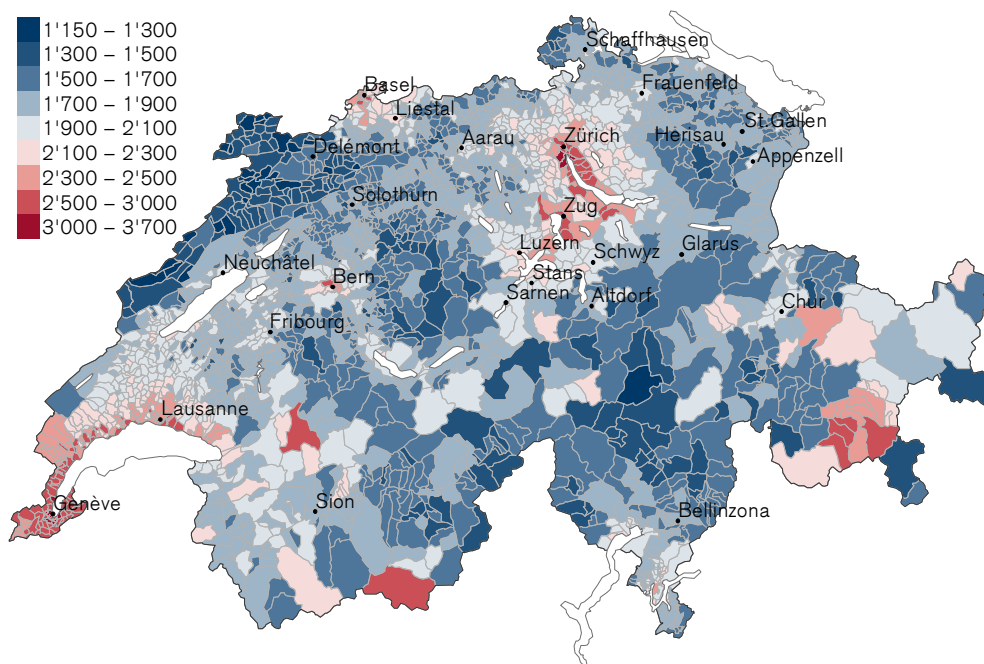 1'150 – 1'300
1'300 – 1'500
1'500 – 1'700
1'700 – 1'900
1'900 – 2'100
2'100 – 2'300
2'300 – 2'500
2'500 – 3'000
3'000 – 3'700
Schaffhausen
Basel
Frauenfeld
Liestal
St.Gallen
Herisau
Zürich
Aarau
Delémont
Appenzell
Solothurn
Zug
Luzern
Schwyz
Glarus
Neuchâtel
Bern
Stans
Sarnen
Altdorf
Chur
Fribourg
Lausanne
Genève
Sion
Bellinzona